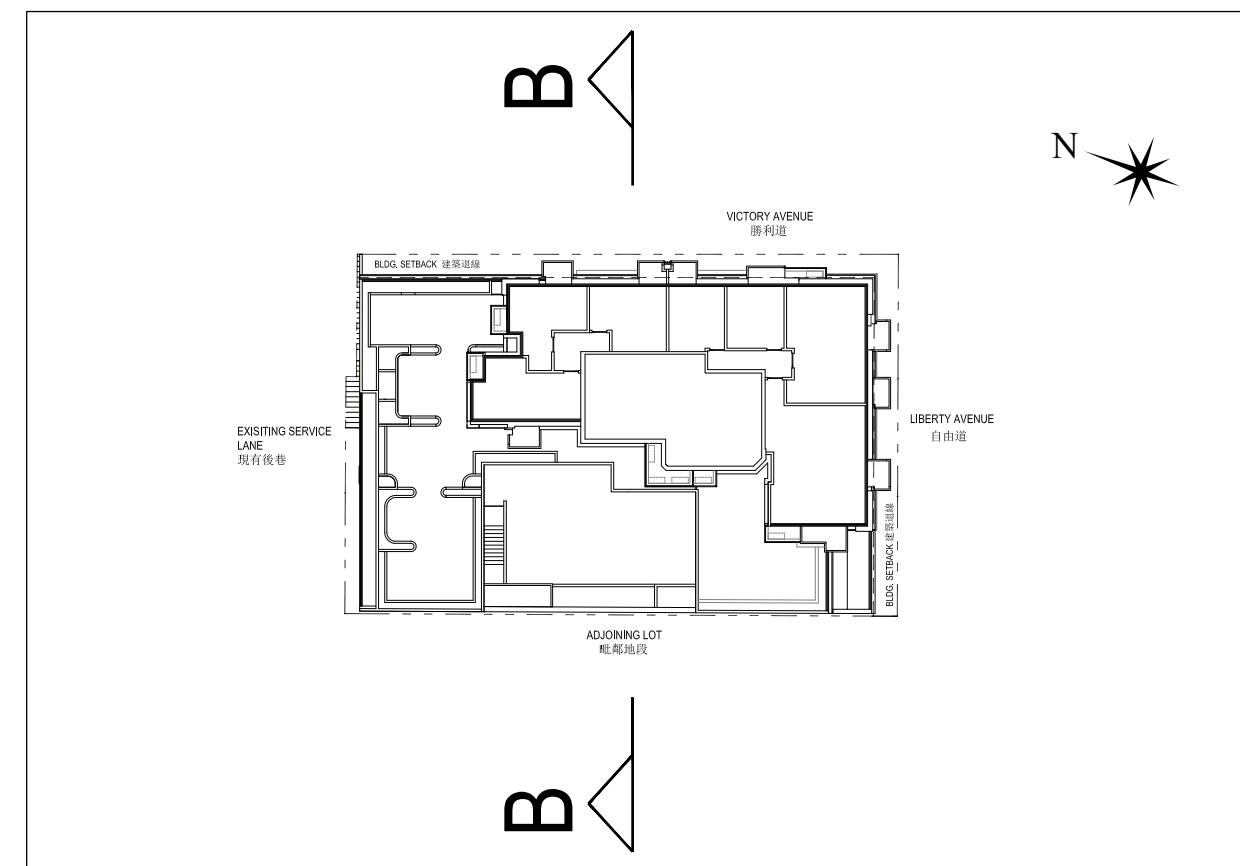 B
N
VICTORY AVENUE
勝利道
BLDG. SETBACK 建築退線
EXISITING SERVICE
LANE
現有後巷
LIBERTY AVENUE
自由道
BLDG. SETBACK 建築退線
ADJOINING LOT
毗鄰地段
B